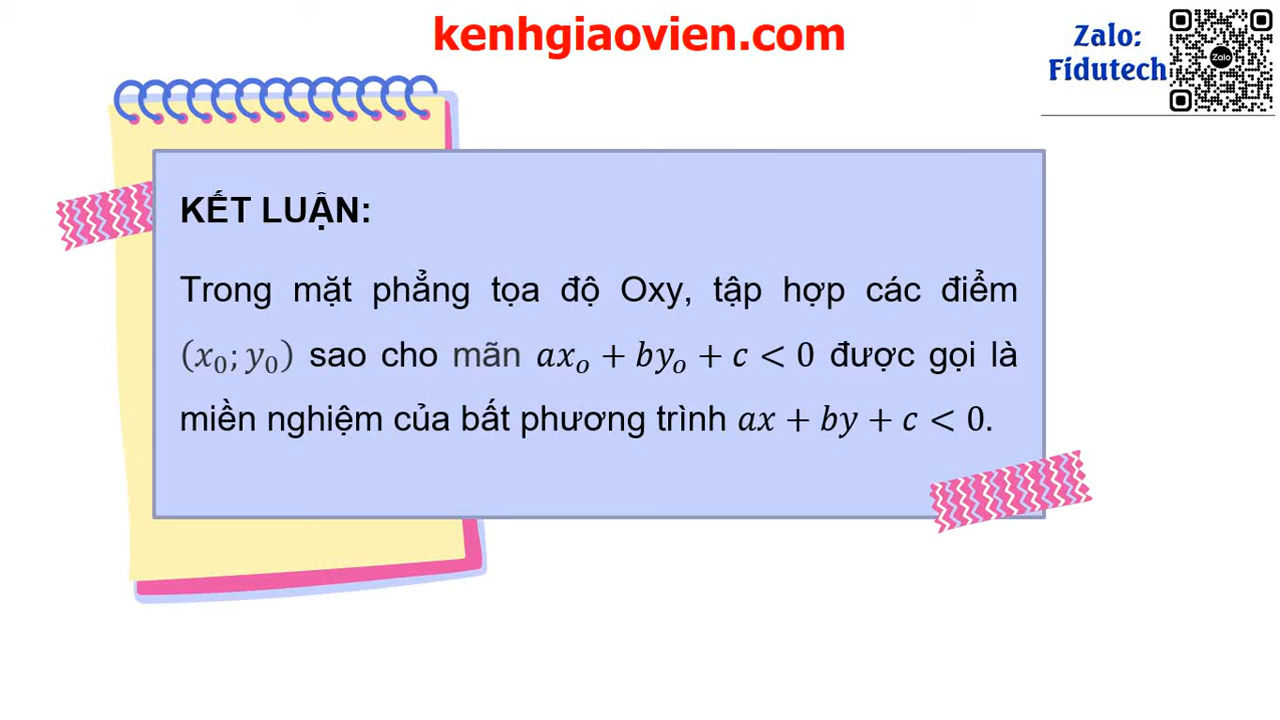 kenhgiaovien.com
Zalo:
Fidutech
Zalo
KẾT LUẬN:
Trong mặt phẳng tọa độ Oxy, tập hợp các điểm
(x₀; y₀) sao cho mãn axₒ + byₒ + c < 0 được gọi là
miền nghiệm của bất phương trình ax + by + c < 0.